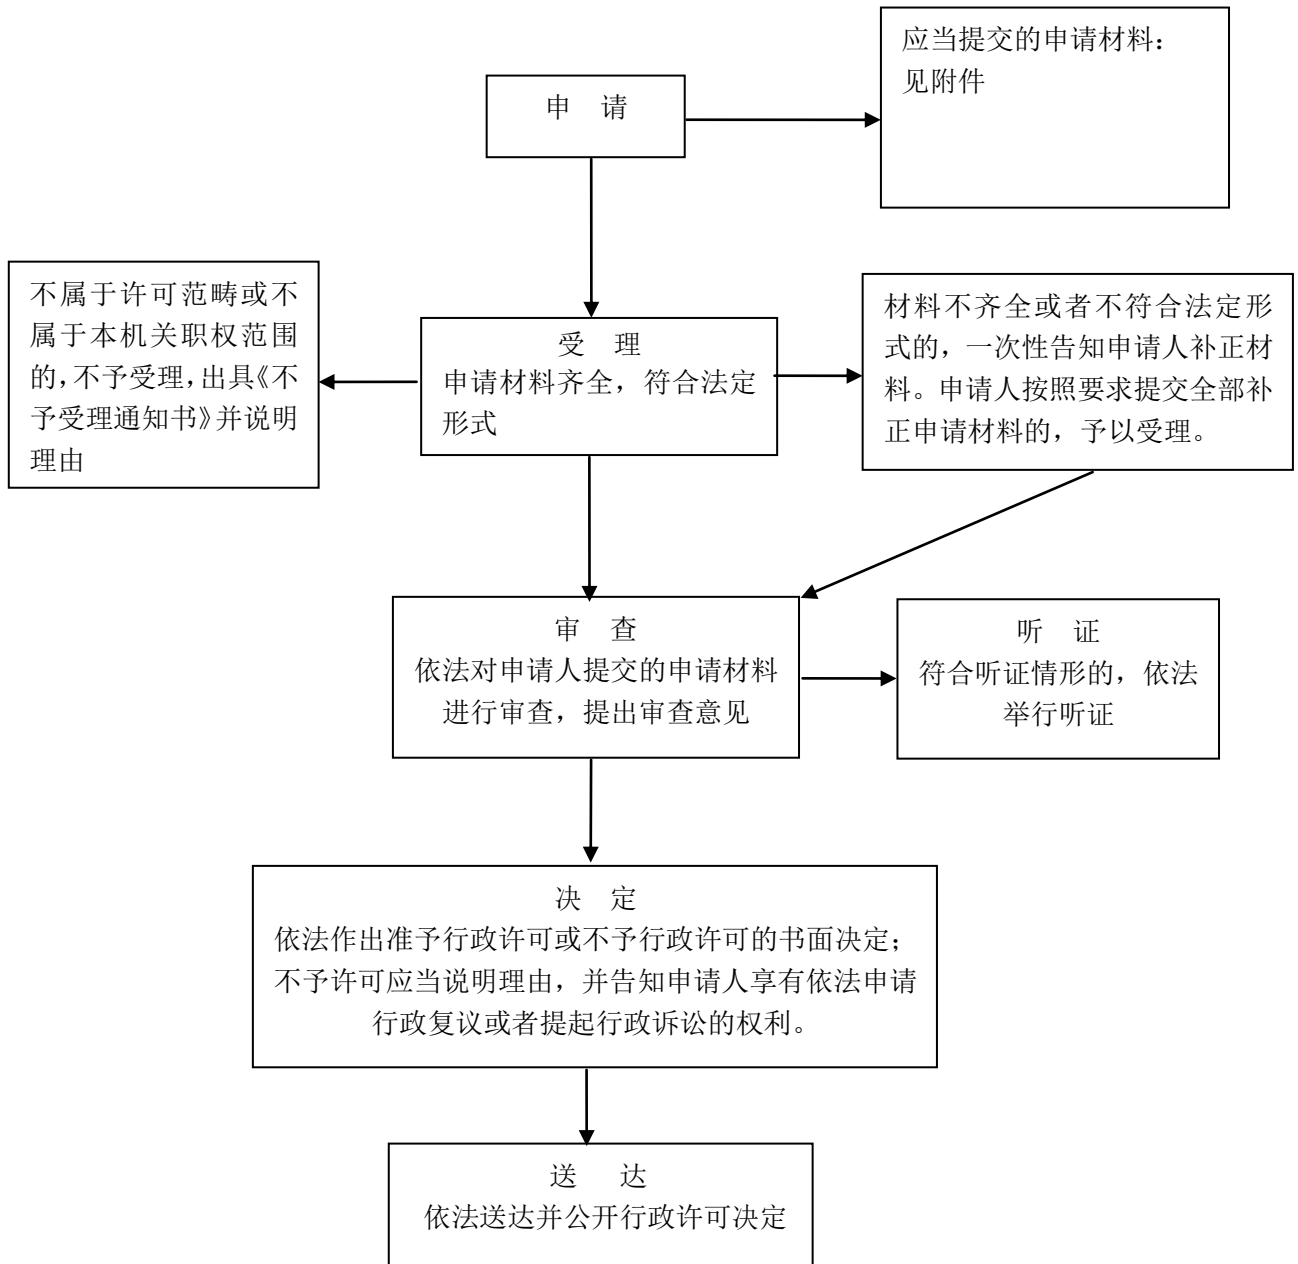 应当提交的申请材料：
见附件
申 请
不属于许可范畴或不
属于本机关职权范围
的，不予受理，出具《不
予受理通知书》并说明
理由
受 理
申请材料齐全，符合法定
形式
材料不齐全或者不符合法定形
式的，一次性告知申请人补正材
料。申请人按照要求提交全部补
正申请材料的，予以受理。
审 查
依法对申请人提交的申请材料
进行审查，提出审查意见
听 证
符合听证情形的，依法
举行听证
决 定
依法作出准予行政许可或不予行政许可的书面决定；
不予许可应当说明理由，并告知申请人享有依法申请
行政复议或者提起行政诉讼的权利。
送 达
依法送达并公开行政许可决定